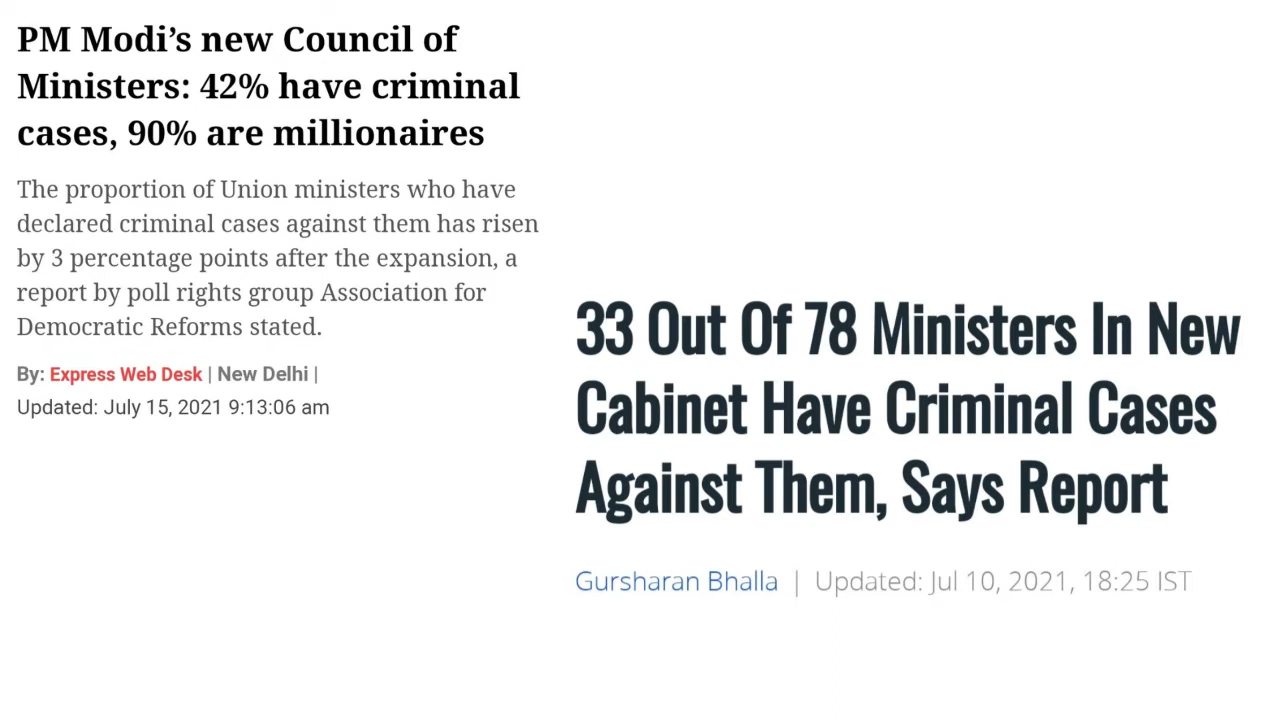 PM Modi’s new Council of
Ministers: 42% have criminal
cases, 90% are millionaires
The proportion of Union ministers who have
declared criminal cases against them has risen
by 3 percentage points after the expansion, a
report by poll rights group Association for
Democratic Reforms stated.
By: Express Web Desk | New Delhi |
Updated: July 15, 2021 9:13:06 am
33 Out Of 78 Ministers In New
Cabinet Have Criminal Cases
Against Them, Says Report
Gursharan Bhalla | Updated: Jul 10, 2021, 18:25 IST